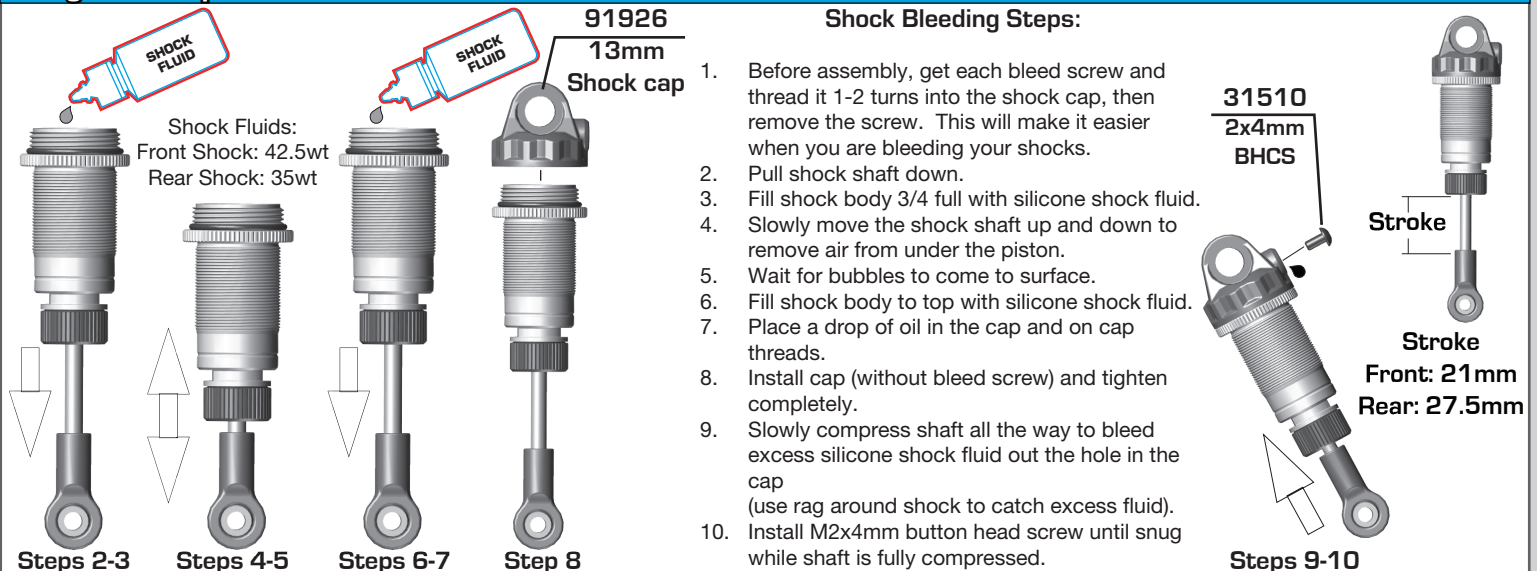 SHOCK
FLUID
Shock Fluids:
Front Shock: 42.5wt
Rear Shock: 35wt
SHOCK
FLUID
91926
13mm
Shock cap
Steps 2-3
Steps 4-5
Steps 6-7
Step 8
Shock Bleeding Steps:
1. Before assembly, get each bleed screw and
thread it 1-2 turns into the shock cap, then
remove the screw. This will make it easier
when you are bleeding your shocks.
2. Pull shock shaft down.
3. Fill shock body 3/4 full with silicone shock fluid.
4. Slowly move the shock shaft up and down to
remove air from under the piston.
5. Wait for bubbles to come to surface.
6. Fill shock body to top with silicone shock fluid.
7. Place a drop of oil in the cap and on cap
threads.
8. Install cap (without bleed screw) and tighten
completely.
9. Slowly compress shaft all the way to bleed
excess silicone shock fluid out the hole in the
cap
(use rag around shock to catch excess fluid).
10. Install M2x4mm button head screw until snug
while shaft is fully compressed.
31510
2x4mm
BHCS
Stroke
Stroke
Front: 21mm
Rear: 27.5mm
Steps 9-10